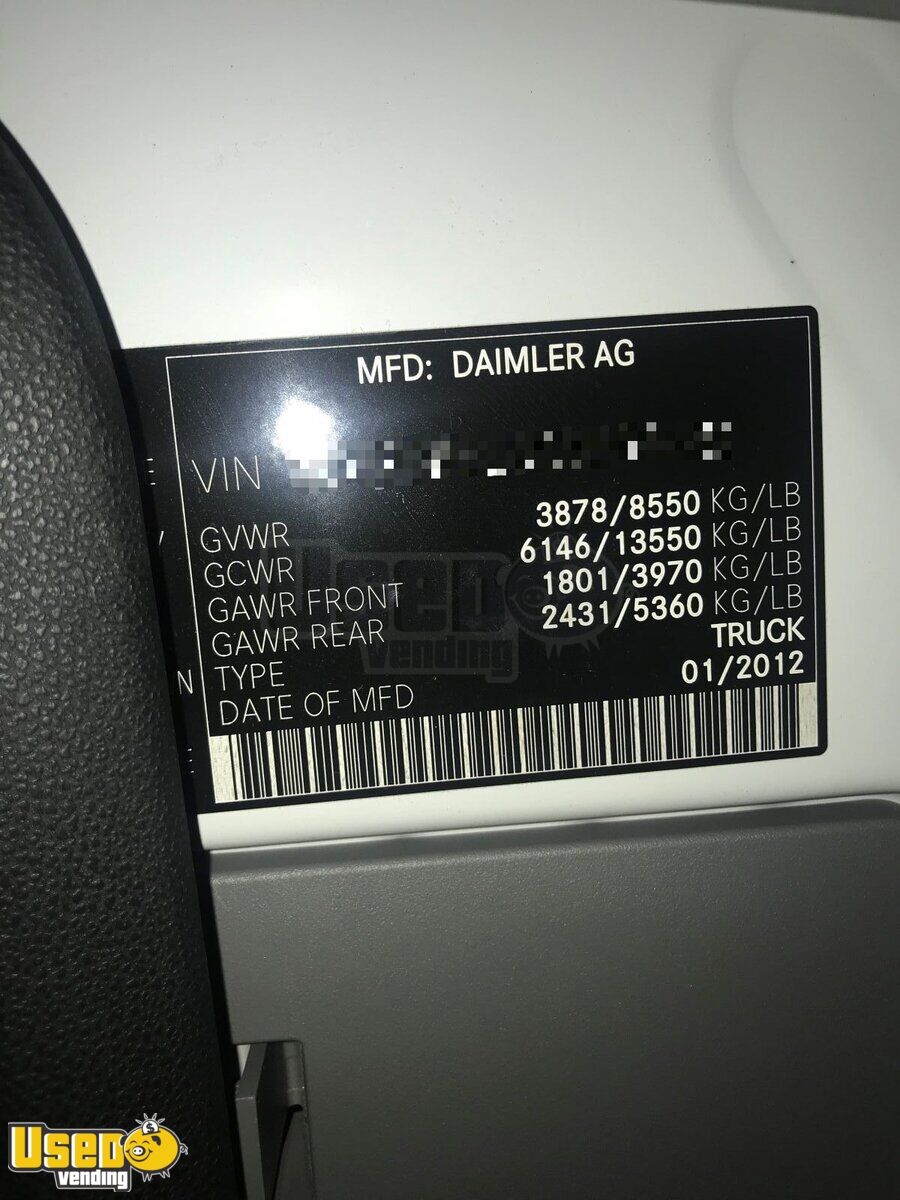 MFD: DAIMLER AG
VIN
GVWR 3878/8550 KG/LB
GCWR 6146/13550 KG/LB
GAWR FRONT 1801/3970 KG/LB
GAWR REAR 2431/5360 KG/LB
TYPE TRUCK
DATE OF MFD 01/2012
Used
vending
USED
vending